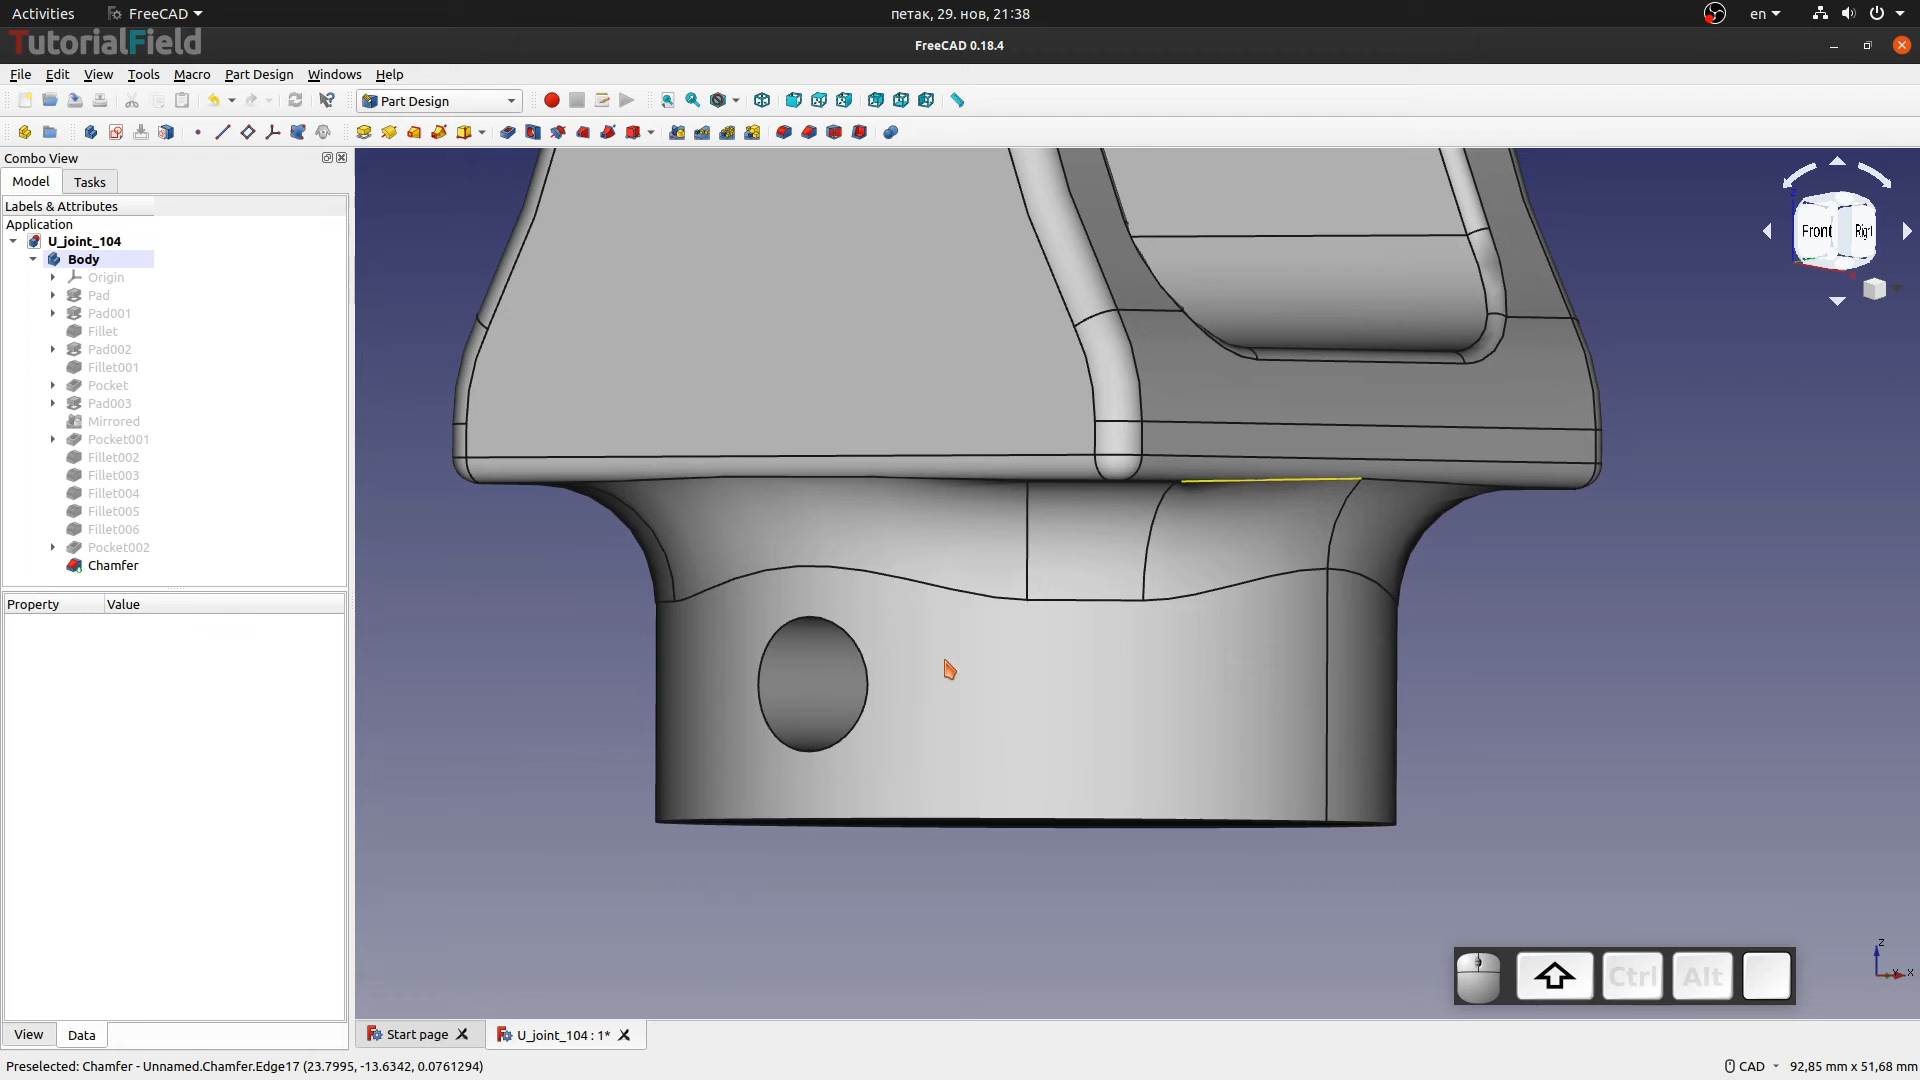 Activities FreeCAD петак, 29. нов, 21:38 en
TutorialField
FreeCAD 0.18.4
File Edit View Tools Macro Part Design Windows Help
Part Design
Combo View
Model Tasks
Labels & Attributes
Application
U_joint_104
Body
Origin
Pad
Pad001
Fillet
Pad002
Fillet001
Pocket
Pad003
Mirrored
Pocket001
Fillet002
Fillet003
Fillet004
Fillet005
Fillet006
Pocket002
Chamfer
Property Value
Front Right
Z
Y X
Ctrl Alt
View Data
Start page U_joint_104 : 1*
Preselected: Chamfer - Unnamed.Chamfer.Edge17 (23.7995, -13.6342, 0.0761294) CAD 92,85 mm x 51,68 mm